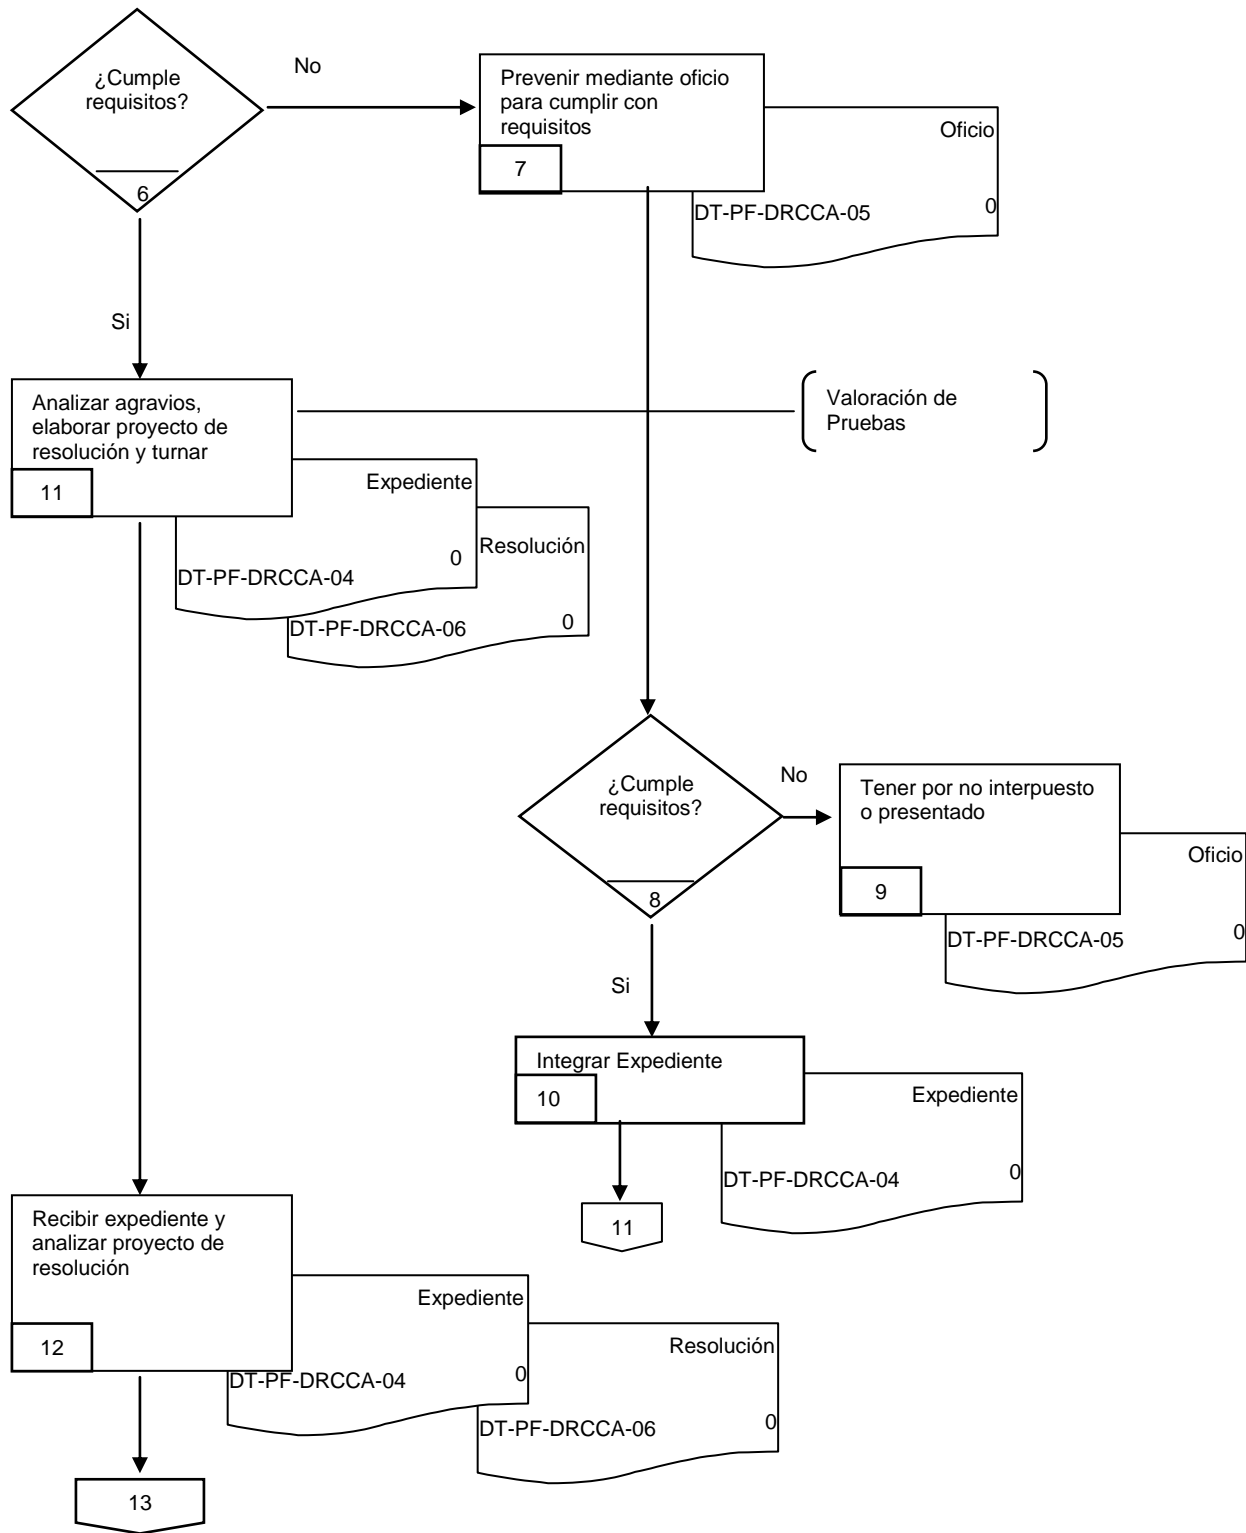 ¿Cumple
requisitos?
6
No
Prevenir mediante oficio
para cumplir con
requisitos
7
Oficio
0
DT-PF-DRCCA-05
Si
Analizar agravios,
elaborar proyecto de
resolución y turnar
11
Valoración de
Pruebas
Expediente
0
DT-PF-DRCCA-04
Resolución
0
DT-PF-DRCCA-06
¿Cumple
requisitos?
8
No
Tener por no interpuesto
o presentado
9
Oficio
0
DT-PF-DRCCA-05
Si
Integrar Expediente
10
Expediente
0
DT-PF-DRCCA-04
11
Recibir expediente y
analizar proyecto de
resolución
12
Expediente
0
DT-PF-DRCCA-04
Resolución
0
DT-PF-DRCCA-06
13